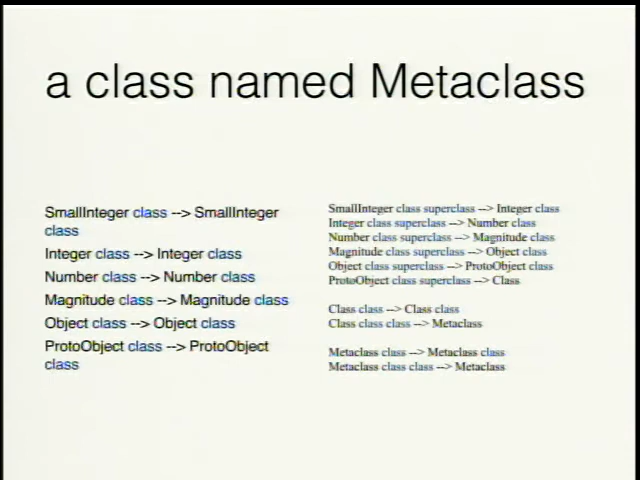 a class named Metaclass
SmallInteger class --> SmallInteger
class
Integer class --> Integer class
Number class --> Number class
Magnitude class --> Magnitude class
Object class --> Object class
ProtoObject class --> ProtoObject
class
SmallInteger class superclass --> Integer class
Integer class superclass --> Number class
Number class superclass --> Magnitude class
Magnitude class superclass --> Object class
Object class superclass --> ProtoObject class
ProtoObject class superclass --> Class
Class class --> Class class
Class class class --> Metaclass
Metaclass class --> Metaclass class
Metaclass class class --> Metaclass